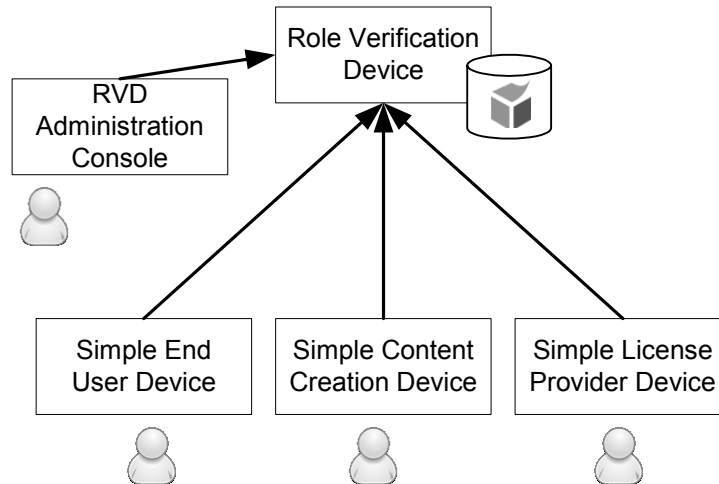 Role Verification
Device
RVD
Administration
Console
Simple End
User Device
Simple Content
Creation Device
Simple License
Provider Device